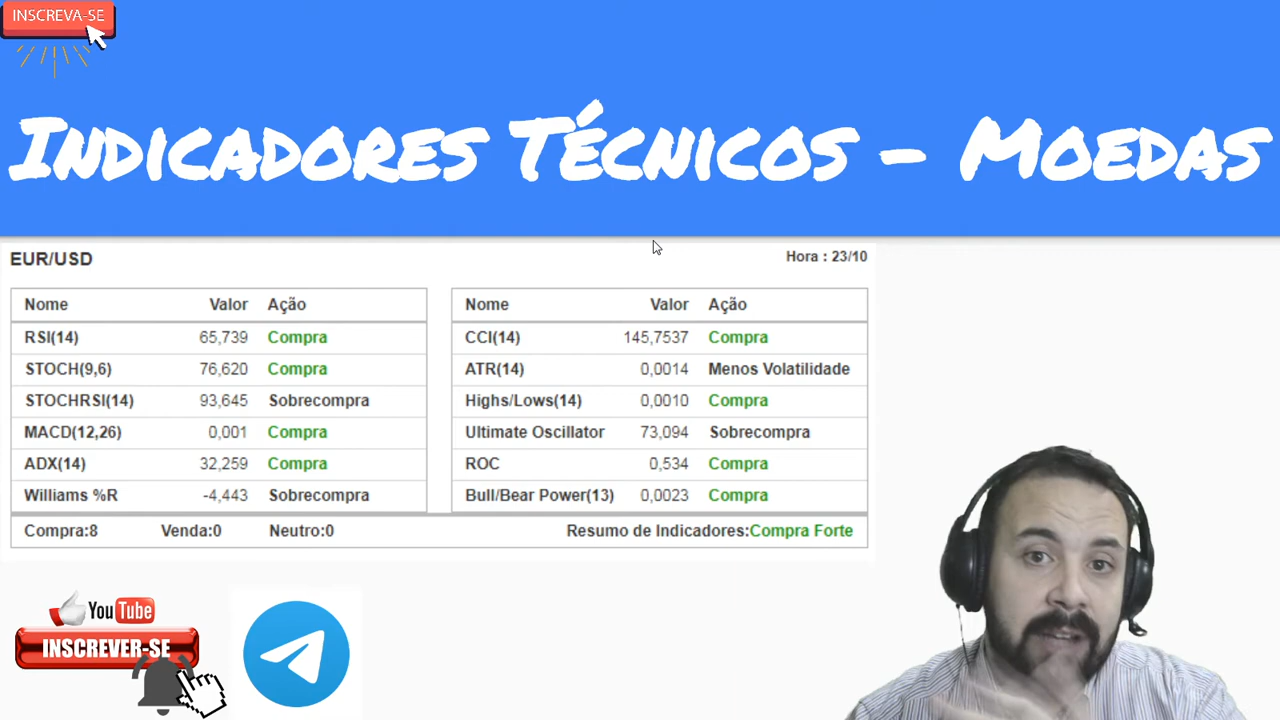 INSCREVA-SE
Indicadores Técnicos - Moedas
EUR/USD
Hora : 23/10
Nome Valor Ação
RSI(14) 65,739 Compra
STOCH(9,6) 76,620 Compra
STOCHRSI(14) 93,645 Sobrecompra
MACD(12,26) 0,001 Compra
ADX(14) 32,259 Compra
Williams %R -4,443 Sobrecompra
Nome Valor Ação
CCI(14) 145,7537 Compra
ATR(14) 0,0014 Menos Volatilidade
Highs/Lows(14) 0,0010 Compra
Ultimate Oscillator 73,094 Sobrecompra
ROC 0,534 Compra
Bull/Bear Power(13) 0,0023 Compra
Compra:8 Venda:0 Neutro:0 Resumo de Indicadores:Compra Forte
YouTube
INSCREVER-SE